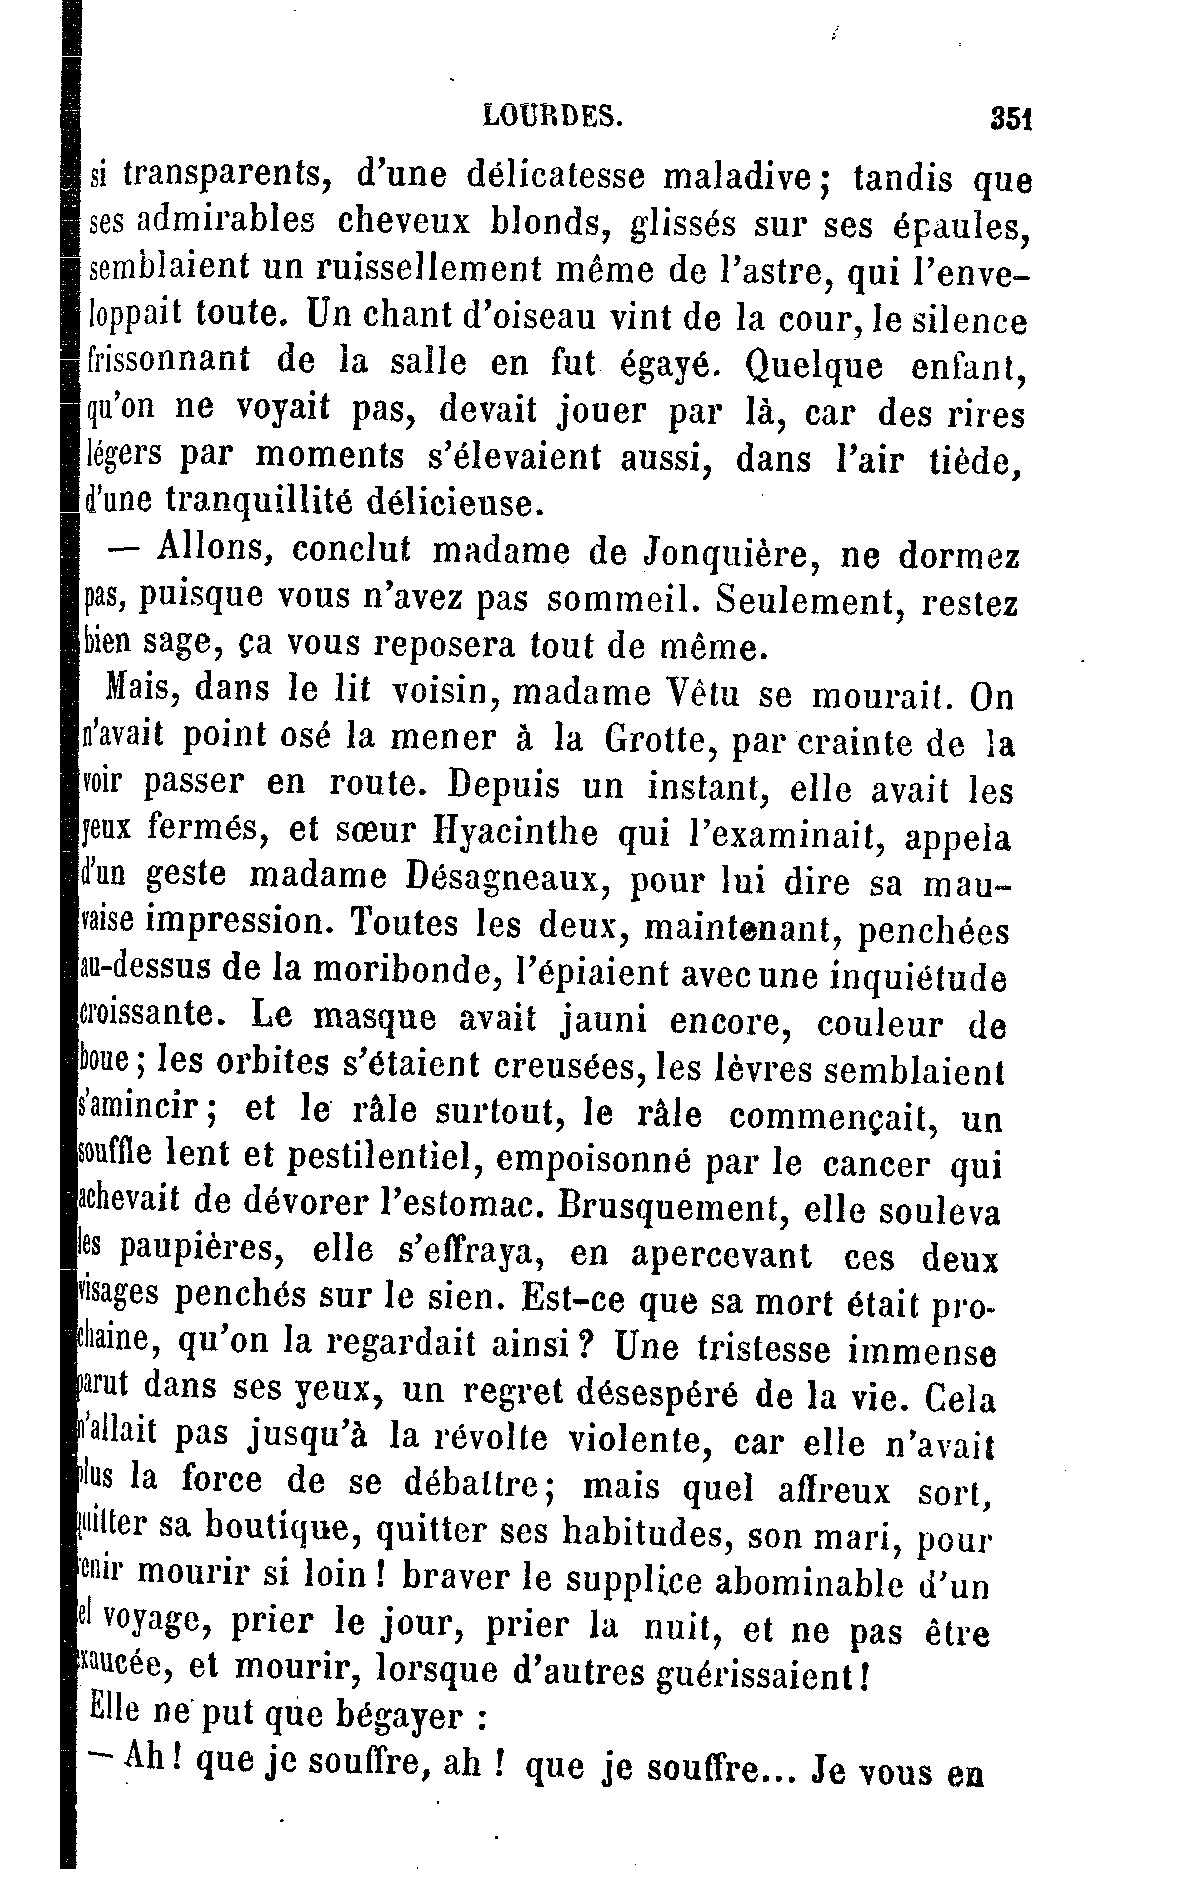 LOURDES. 351
si transparents, d'une délicatesse maladive; tandis que
ses admirables cheveux blonds, glissés sur ses épaules,
semblaient un ruissellement même de l'astre, qui l'enve-
loppait toute. Un chant d'oiseau vint de la cour, le silence
frissonnant de la salle en fut égayé. Quelque enfant,
qu'on ne voyait pas, devait jouer par là, car des rires
légers par moments s'élevaient aussi, dans l'air tiède,
d'une tranquillité délicieuse.
— Allons, conclut madame de Jonquière, ne dormez
pas, puisque vous n'avez pas sommeil. Seulement, restez
bien sage, ça vous reposera tout de même.
Mais, dans le lit voisin, madame Vêtu se mourait. On
n'avait point osé la mener à la Grotte, par crainte de la
voir passer en route. Depuis un instant, elle avait les
yeux fermés, et sœur Hyacinthe qui l'examinait, appela
d'un geste madame Désagneaux, pour lui dire sa mau-
vaise impression. Toutes les deux, maintenant, penchées
au-dessus de la moribonde, l'épiaient avec une inquiétude
croissante. Le masque avait jauni encore, couleur de
boue; les orbites s'étaient creusées, les lèvres semblaient
s'amincir; et le râle surtout, le râle commençait, un
souffle lent et pestilentiel, empoisonné par le cancer qui
achevait de dévorer l'estomac. Brusquement, elle souleva
les paupières, elle s'effraya, en apercevant ces deux
visages penchés sur le sien. Est-ce que sa mort était pro-
chaine, qu'on la regardait ainsi? Une tristesse immense
parut dans ses yeux, un regret désespéré de la vie. Cela
n'allait pas jusqu'à la révolte violente, car elle n'avait
plus la force de se débattre; mais quel affreux sort,
quitter sa boutique, quitter ses habitudes, son mari, pour
venir mourir si loin! braver le supplice abominable d'un
tel voyage, prier le jour, prier la nuit, et ne pas être
exaucée, et mourir, lorsque d'autres guérissaient!
Elle ne put que bégayer :
— Ah! que je souffre, ah! que je souffre... Je vous en